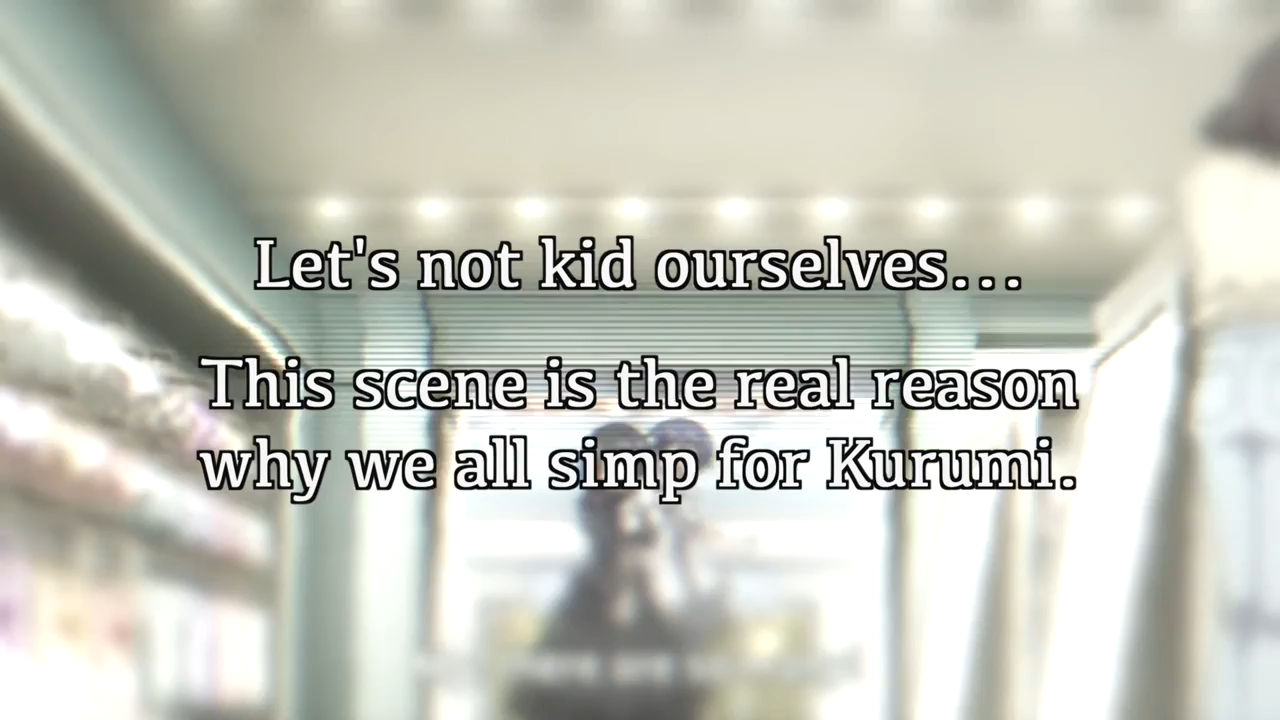 Let's not kid ourselves...
This scene is the real reason
why we all simp for Kurumi.